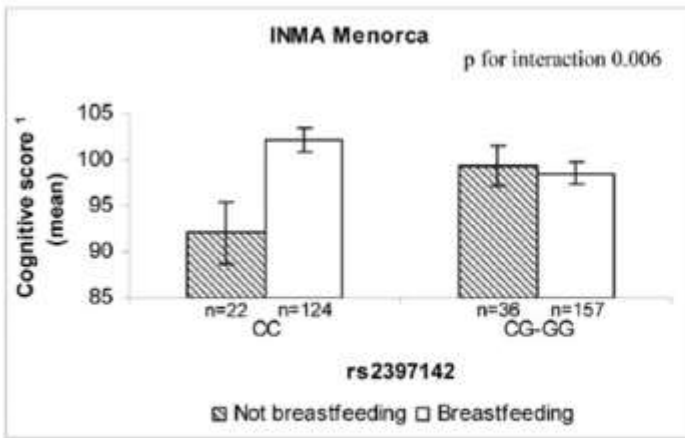 INMA Menorca
p for interaction 0.006
Cognitive score ¹
(mean)
105
100
95
90
85
n=22 n=124 n=36 n=157
CC CG-GG
rs2397142
Not breastfeeding Breastfeeding